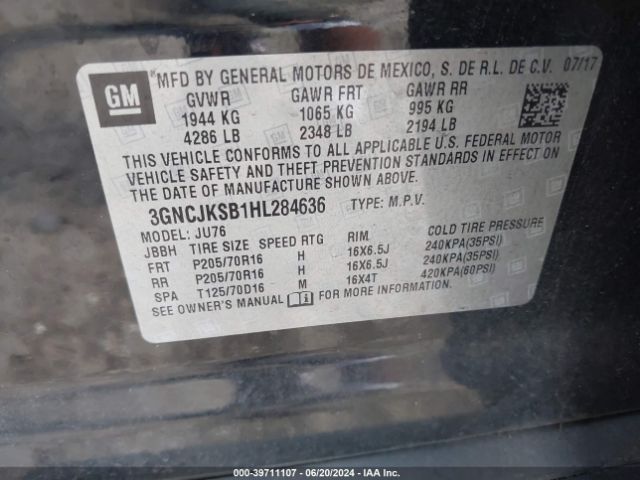 GM
*MFD BY GENERAL MOTORS DE MEXICO, S. DE R.L. DE C.V. 07/17
GVWR GAWR FRT GAWR RR
1944 KG 1065 KG 995 KG
4286 LB 2348 LB 2194 LB
THIS VEHICLE CONFORMS TO ALL APPLICABLE U.S. FEDERAL MOTOR
VEHICLE SAFETY AND THEFT PREVENTION STANDARDS IN EFFECT ON
THE DATE OF MANUFACTURE SHOWN ABOVE.
3GNCJKSB1HL284636 TYPE: M.P.V.
MODEL: JU76
JBBH TIRE SIZE SPEED RTG RIM COLD TIRE PRESSURE
FRT P205/70R16 H 16X6.5J 240KPA(35PSI)
RR P205/70R16 H 16X6.5J 240KPA(35PSI)
SPA T125/70D16 M 16X4T 420KPA(60PSI)
SEE OWNER'S MANUAL FOR MORE INFORMATION
© - 39711107 - 06/20/2024 - IAA Inc.